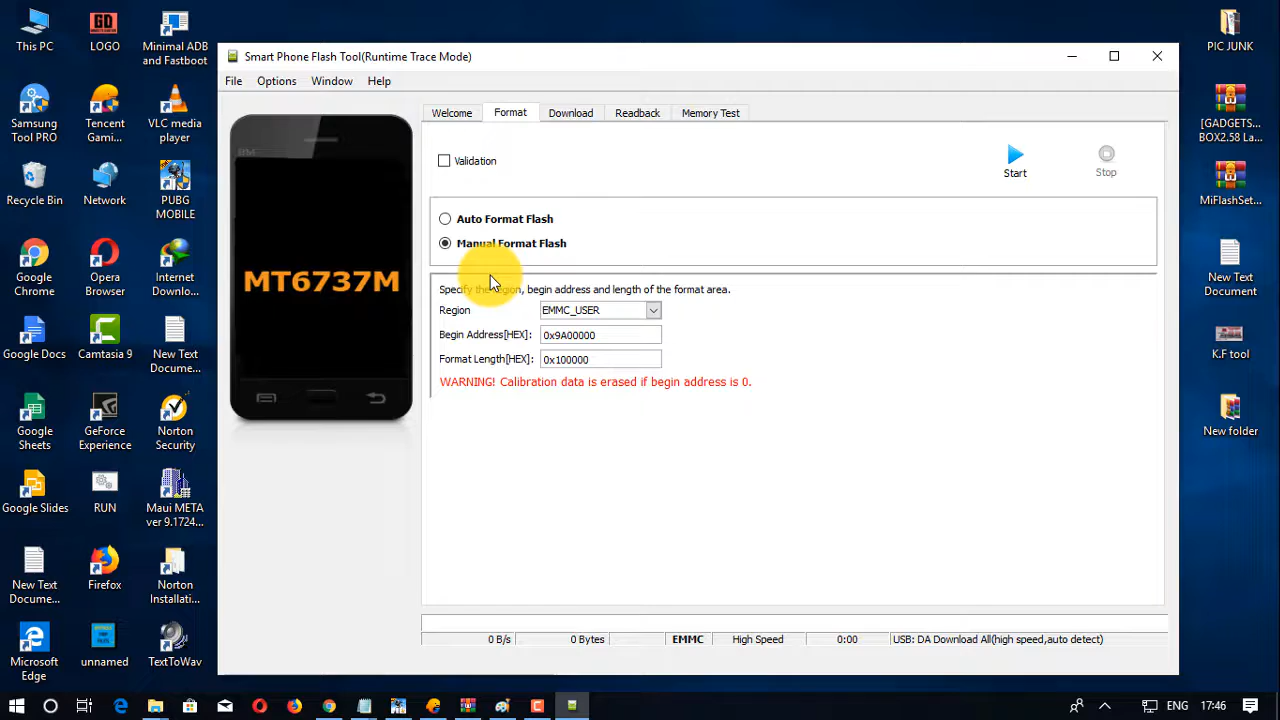 This PC
LOGO
GD
Minimal ADB
and Fastboot
Samsung
Tool PRO
Tencent
Gami...
VLC media
player
Recycle Bin
Network
PUBG
MOBILE
Google
Chrome
Opera
Browser
Internet
Downlo...
Google Docs
Camtasia 9
New Text
Docume...
Google
Sheets
GeForce
Experience
Norton
Security
Google Slides
RUN
Maui META
ver 9.1724...
New Text
Docume...
Firefox
Norton
Installati...
Microsoft
Edge
unnamed
TextToWav
Smart Phone Flash Tool(Runtime Trace Mode)
File Options Window Help
Welcome Format Download Readback Memory Test
Validation
Start
Stop
Auto Format Flash
Manual Format Flash
MT6737M
Specify the region, begin address and length of the format area.
Region EMMC_USER
Begin Address[HEX]: 0x9A00000
Format Length[HEX]: 0x100000
WARNING! Calibration data is erased if begin address is 0.
0 B/s 0 Bytes EMMC High Speed 0:00 USB: DA Download All(high speed,auto detect)
PIC JUNK
[GADGETS...
BOX2.58 La...
MiFlashSet...
New Text
Document
K.F tool
New folder
ENG 17:46